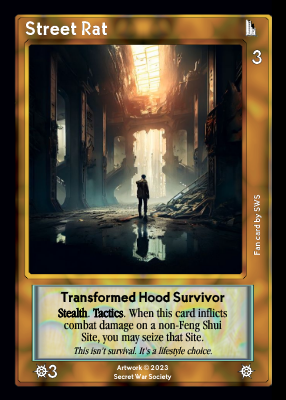 Street Rat
3
Fan card by SWS
Transformed Hood Survivor
Stealth. Tactics. When this card inflicts
combat damage on a non-Feng Shui
Site, you may seize that Site.
This isn't survival. It's a lifestyle choice.
3
Artwork © 2023
Secret War Society